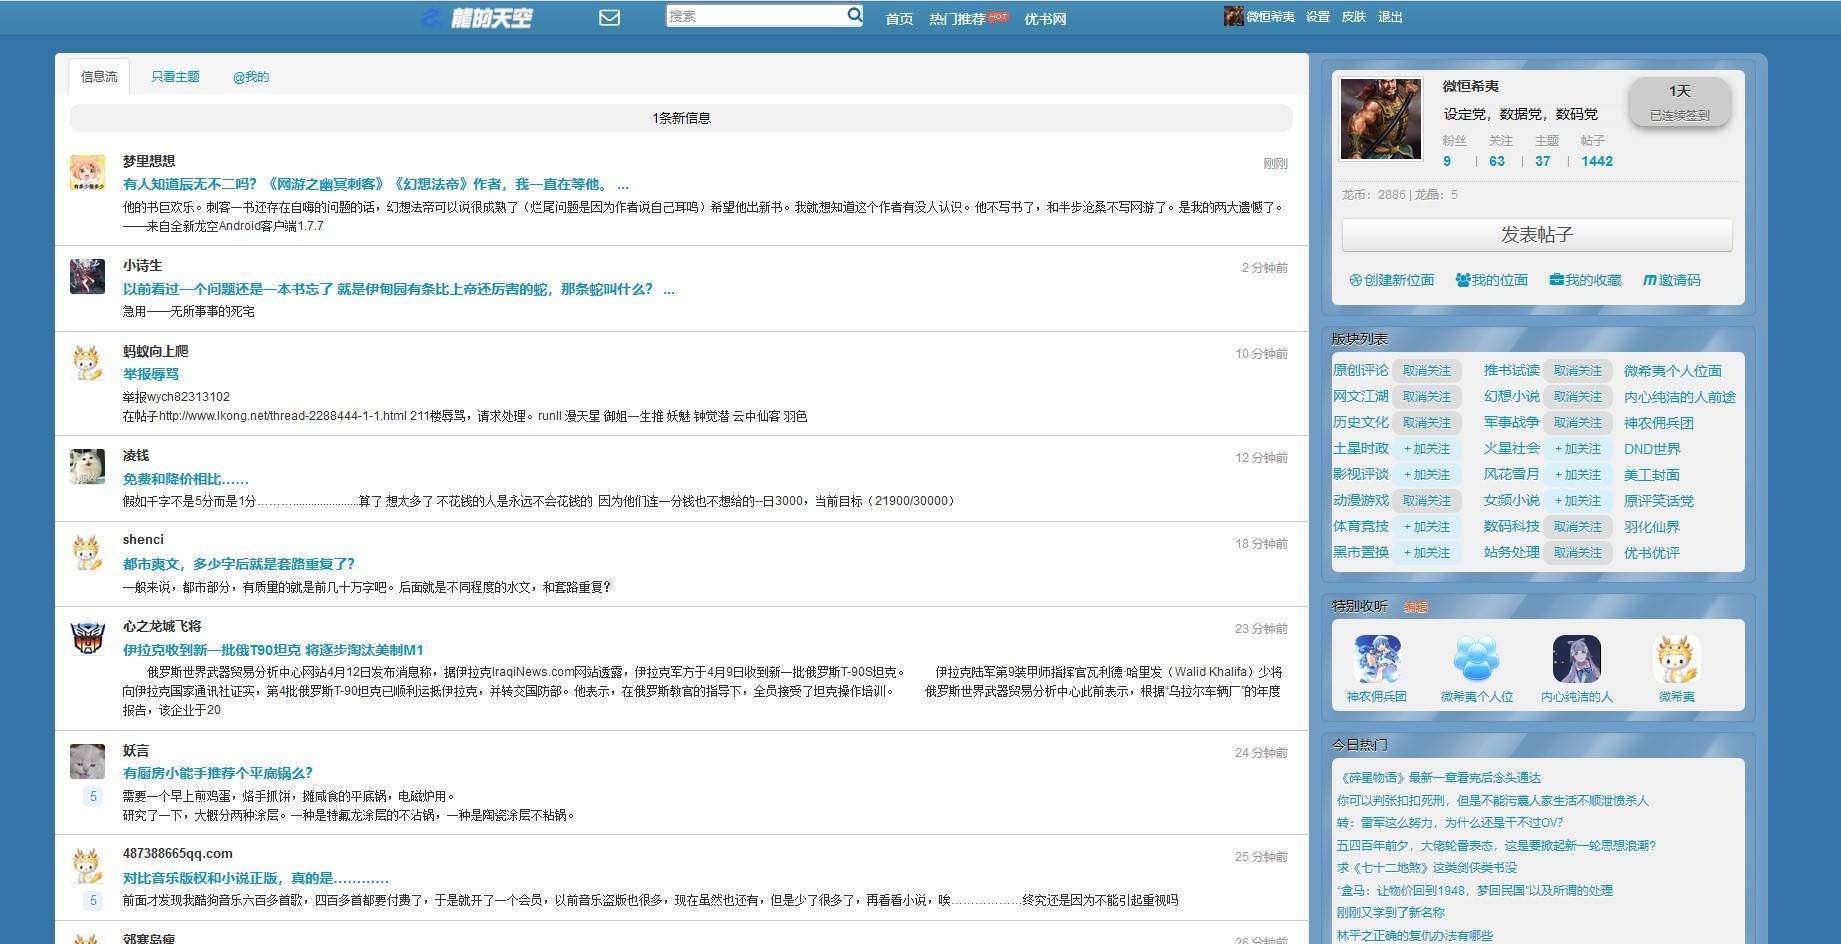 龍的天空
搜索
首页 热门推荐 HOT 优书网
微恒希夷 设置 皮肤 退出
信息流 只看主题 @我的
1条新信息
梦里想想 刚刚
有人知道辰无不二吗？《网游之幽冥刺客》《幻想法帝》作者，我一直在等他。 ...
他的书巨欢乐。刺客一书还存在自嗨的问题的话，幻想法帝可以说很成熟了（烂尾问题是因为作者说自己耳鸣）希望他出新书。我就想知道这个作者有没人认识。他不写书了，和半步沧桑不写网游了。是我的两大遗憾了。
——来自全新龙空Android客户端1.7.7
小诗生 2 分钟前
以前看过一个问题还是一本书忘了 就是伊甸园有条比上帝还厉害的蛇，那条蛇叫什么？ ...
急用——无所事事的死宅
蚂蚁向上爬 10 分钟前
举报辱骂
举报wych82313102
在帖子http://www.lkong.net/thread-2288444-1-1.html 211楼辱骂，请求处理。runll 漫天星 御姐一生推 妖魅 钟觉潜 云中仙客 羽色
凌钱 12 分钟前
免费和降价相比……
假如千字不是5分而是1分………......................算了 想太多了 不花钱的人是永远不会花钱的 因为他们连一分钱也不想给的--日3000，当前目标（21900/30000）
shenci 18 分钟前
都市爽文，多少字后就是套路重复了？
一般来说，都市部分，有质量的就是前几十万字吧。后面就是不同程度的水文，和套路重复？
心之龙城飞将 23 分钟前
伊拉克收到新一批俄T90坦克 将逐步淘汰美制M1
俄罗斯世界武器贸易分析中心网站4月12日发布消息称，据伊拉克IraqiNews.com网站透露，伊拉克军方于4月9日收到新一批俄罗斯T-90S坦克。 伊拉克陆军第9装甲师指挥官瓦利德·哈里发（Walid Khalifa）少将
向伊拉克国家通讯社证实，第4批俄罗斯T-90坦克已顺利运抵伊拉克，并转交国防部。他表示，在俄罗斯教官的指导下，全员接受了坦克操作培训。 俄罗斯世界武器贸易分析中心此前表示，根据“乌拉尔车辆厂”的年度
报告，该企业于20
妖言 24 分钟前
有厨房小能手推荐个平底锅么？
5 需要一个早上煎鸡蛋，烙手抓饼，摊咸食的平底锅，电磁炉用。
研究了一下，大概分两种涂层。一种是特氟龙涂层的不沾锅，一种是陶瓷涂层不粘锅。
487388665qq.com 25 分钟前
对比音乐版权和小说正版，真的是…………
5 前面才发现我酷狗音乐六百多首歌，四百多首都要付费了，于是就开了一个会员，以前音乐盗版也很多，现在虽然也还有，但是少了很多了，再看看小说，唉………………终究还是因为不能引起重视吗
郊寒岛瘦 26 分钟前
微恒希夷
设定党，数据党，数码党
1天
已连续签到
粉丝 关注 主题 帖子
9 | 63 | 37 | 1442
龙币：2886 | 龙晶：5
发表帖子
创建新位面 我的位面 我的收藏 邀请码
版块列表
原创评论 取消关注 推书试读 取消关注 微希夷个人位面
网文江湖 取消关注 幻想小说 取消关注 内心纯洁的人前途
历史文化 取消关注 军事战争 取消关注 神农佣兵团
土星时政 + 加关注 火星社会 + 加关注 DND世界
影视评谈 + 加关注 风花雪月 + 加关注 美工封面
动漫游戏 取消关注 女频小说 + 加关注 原评笑话党
体育竞技 + 加关注 数码科技 取消关注 羽化仙界
黑市置换 + 加关注 站务处理 取消关注 优书优评
特别收听 编辑
神农佣兵团 微希夷个人位 内心纯洁的人 微希夷
今日热门
《碎星物语》最新一章看完后念头通达
你可以判张扣扣死刑，但是不能污蔑人家生活不顺泄愤杀人
转：雷军这么努力，为什么还是干不过OV？
五四百年前夕，大佬轮番表态，这是要掀起新一轮思想浪潮？
求《七十二地煞》这类剑侠类书没
“盒马：让物价回到1948，梦回民国”以及所谓的处理
刚刚又学到了新名称
林平之正确的复仇办法有哪些